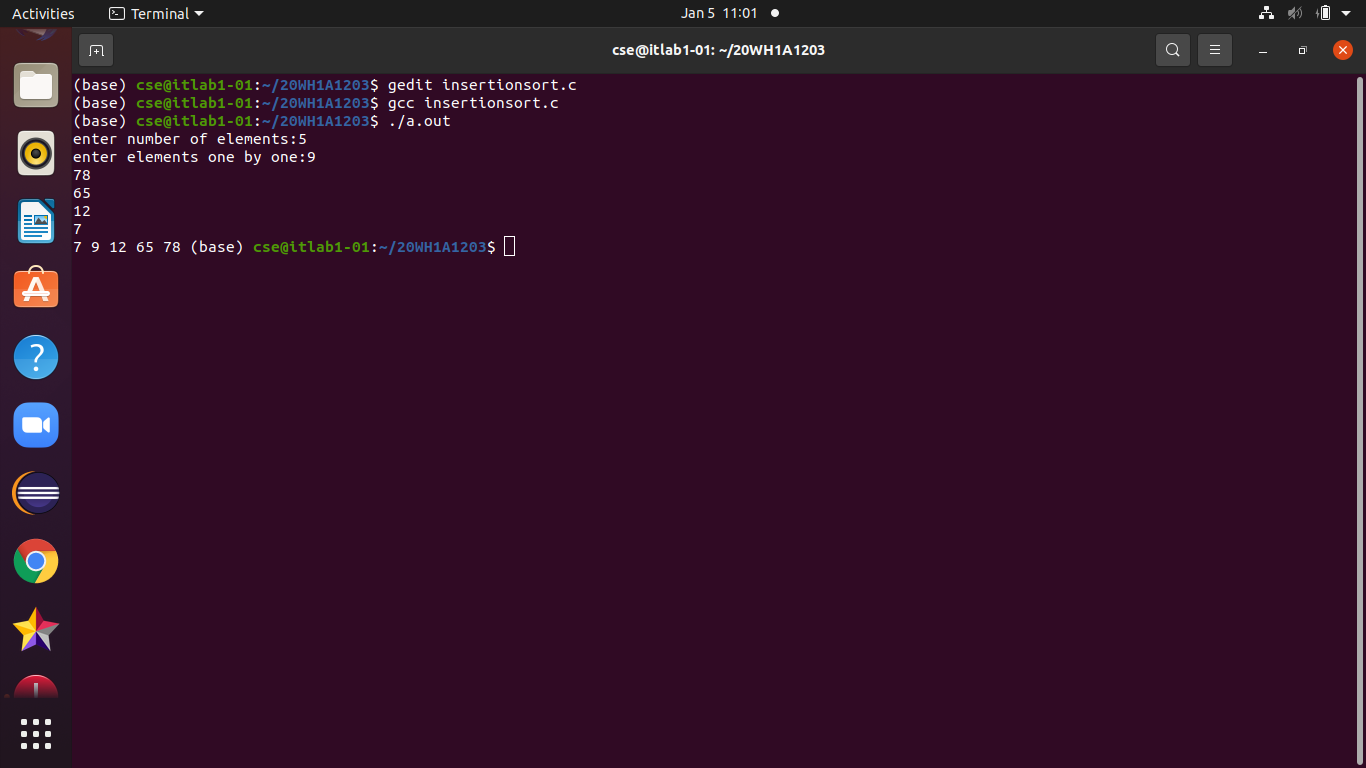 Activities Terminal Jan 5 11:01
cse@itlab1-01: ~/20WH1A1203
(base) cse@itlab1-01:~/20WH1A1203$ gedit insertionsort.c
(base) cse@itlab1-01:~/20WH1A1203$ gcc insertionsort.c
(base) cse@itlab1-01:~/20WH1A1203$ ./a.out
enter number of elements:5
enter elements one by one:9
78
65
12
7
7 9 12 65 78 (base) cse@itlab1-01:~/20WH1A1203$